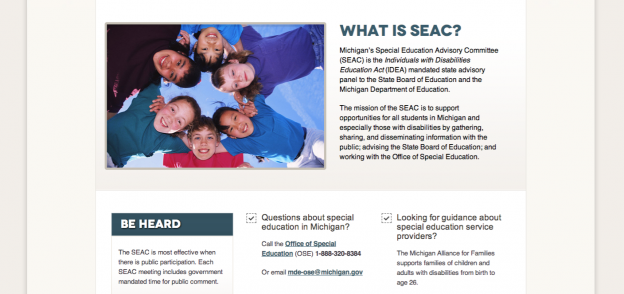 WHAT IS SEAC?
Michigan's Special Education Advisory Committee
(SEAC) is the Individuals with Disabilities
Education Act (IDEA) mandated state advisory
panel to the State Board of Education and the
Michigan Department of Education.
The mission of the SEAC is to support
opportunities for all students in Michigan and
especially those with disabilities by gathering,
sharing, and disseminating information with the
public; advising the State Board of Education; and
working with the Office of Special Education.
BE HEARD
The SEAC is most effective when
there is public participation. Each
SEAC meeting includes government
mandated time for public comment.
Questions about special
education in Michigan?
Call the Office of Special
Education (OSE) 1-888-320-8384
Or email mde-ose@michigan.gov
Looking for guidance about
special education service
providers?
The Michigan Alliance for Families
supports families of children and
adults with disabilities from birth to
age 26.